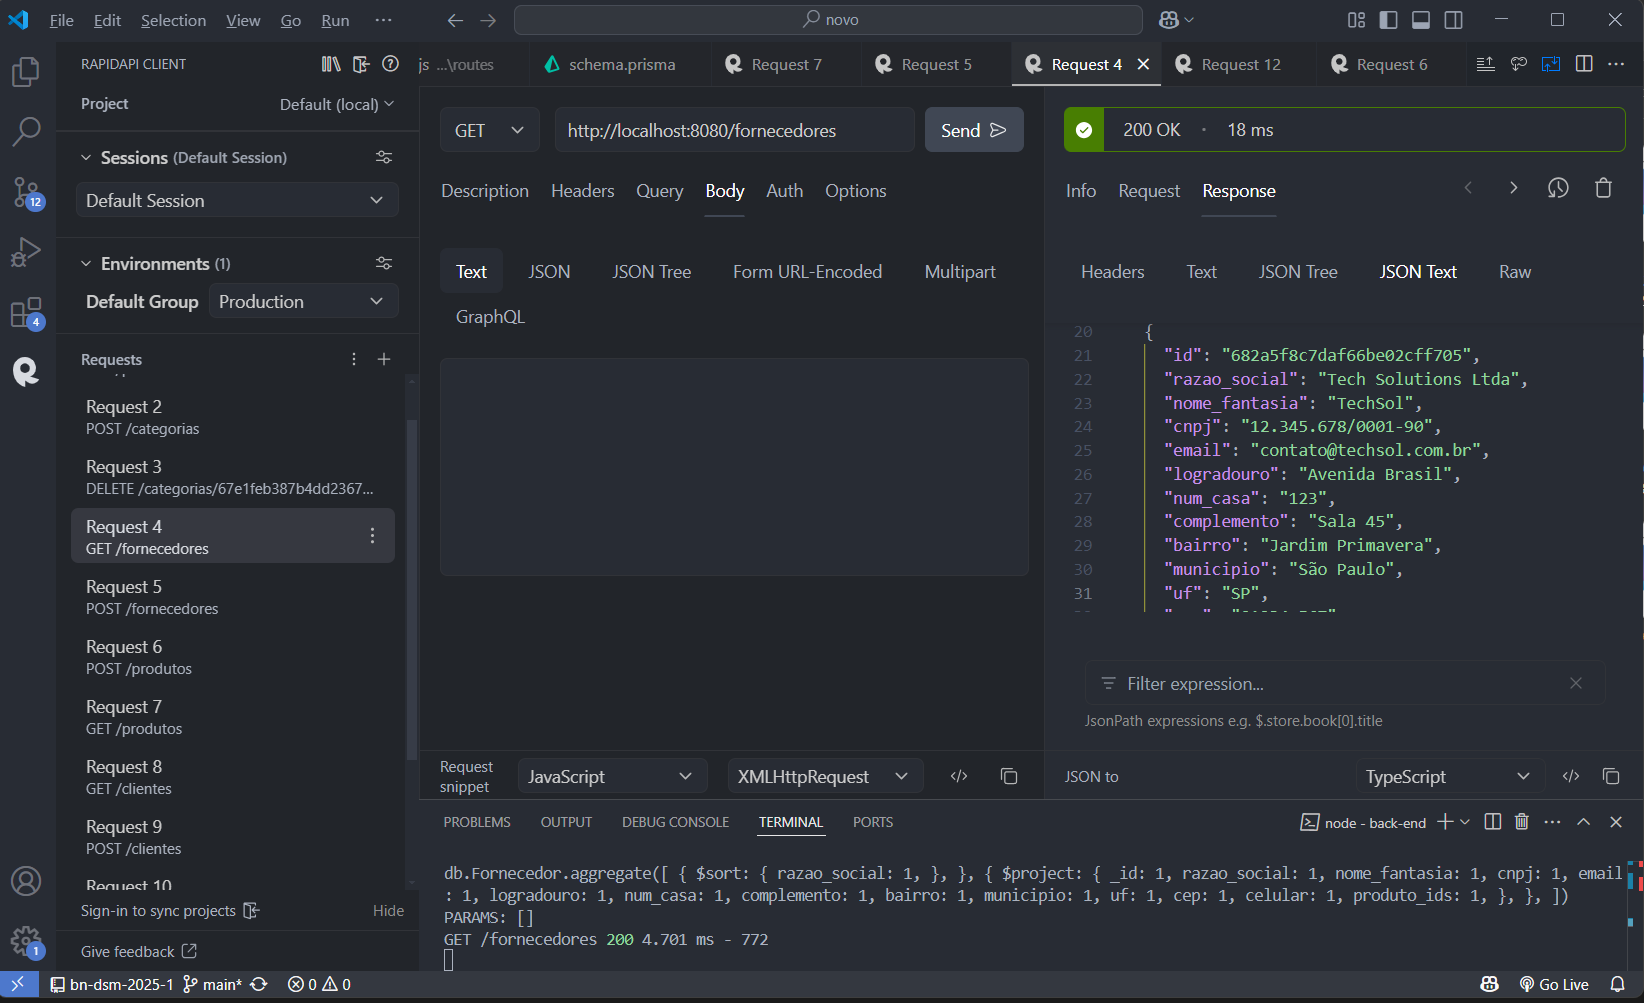 File Edit Selection View Go Run ··· novo
RAPIDAPI CLIENT
Project Default (local)
Sessions (Default Session)
Default Session
Environments (1)
Default Group Production
Requests
Request 2
POST /categorias
Request 3
DELETE /categorias/67e1feb387b4dd2367...
Request 4
GET /fornecedores
Request 5
POST /fornecedores
Request 6
POST /produtos
Request 7
GET /produtos
Request 8
GET /clientes
Request 9
POST /clientes
Request 10
Sign-in to sync projects Hide
Give feedback
12
4
1
js ...\routes schema.prisma Request 7 Request 5 Request 4 Request 12 Request 6
GET http://localhost:8080/fornecedores Send
Description Headers Query Body Auth Options
Text JSON JSON Tree Form URL-Encoded Multipart
GraphQL
Request snippet JavaScript XMLHttpRequest
200 OK · 18 ms
Info Request Response
Headers Text JSON Tree JSON Text Raw
20 {
21 "id": "682a5f8c7daf66be02cff705",
22 "razao_social": "Tech Solutions Ltda",
23 "nome_fantasia": "TechSol",
24 "cnpj": "12.345.678/0001-90",
25 "email": "contato@techsol.com.br",
26 "logradouro": "Avenida Brasil",
27 "num_casa": "123",
28 "complemento": "Sala 45",
29 "bairro": "Jardim Primavera",
30 "municipio": "São Paulo",
31 "uf": "SP",
Filter expression...
JsonPath expressions e.g. $.store.book[0].title
JSON to TypeScript
PROBLEMS OUTPUT DEBUG CONSOLE TERMINAL PORTS node - back-end
db.Fornecedor.aggregate([ { $sort: { razao_social: 1, }, }, { $project: { _id: 1, razao_social: 1, nome_fantasia: 1, cnpj: 1, email
: 1, logradouro: 1, num_casa: 1, complemento: 1, bairro: 1, municipio: 1, uf: 1, cep: 1, celular: 1, produto_ids: 1, }, }, ])
PARAMS: []
GET /fornecedores 200 4.701 ms - 772
bn-dsm-2025-1 main* 0 0 Go Live